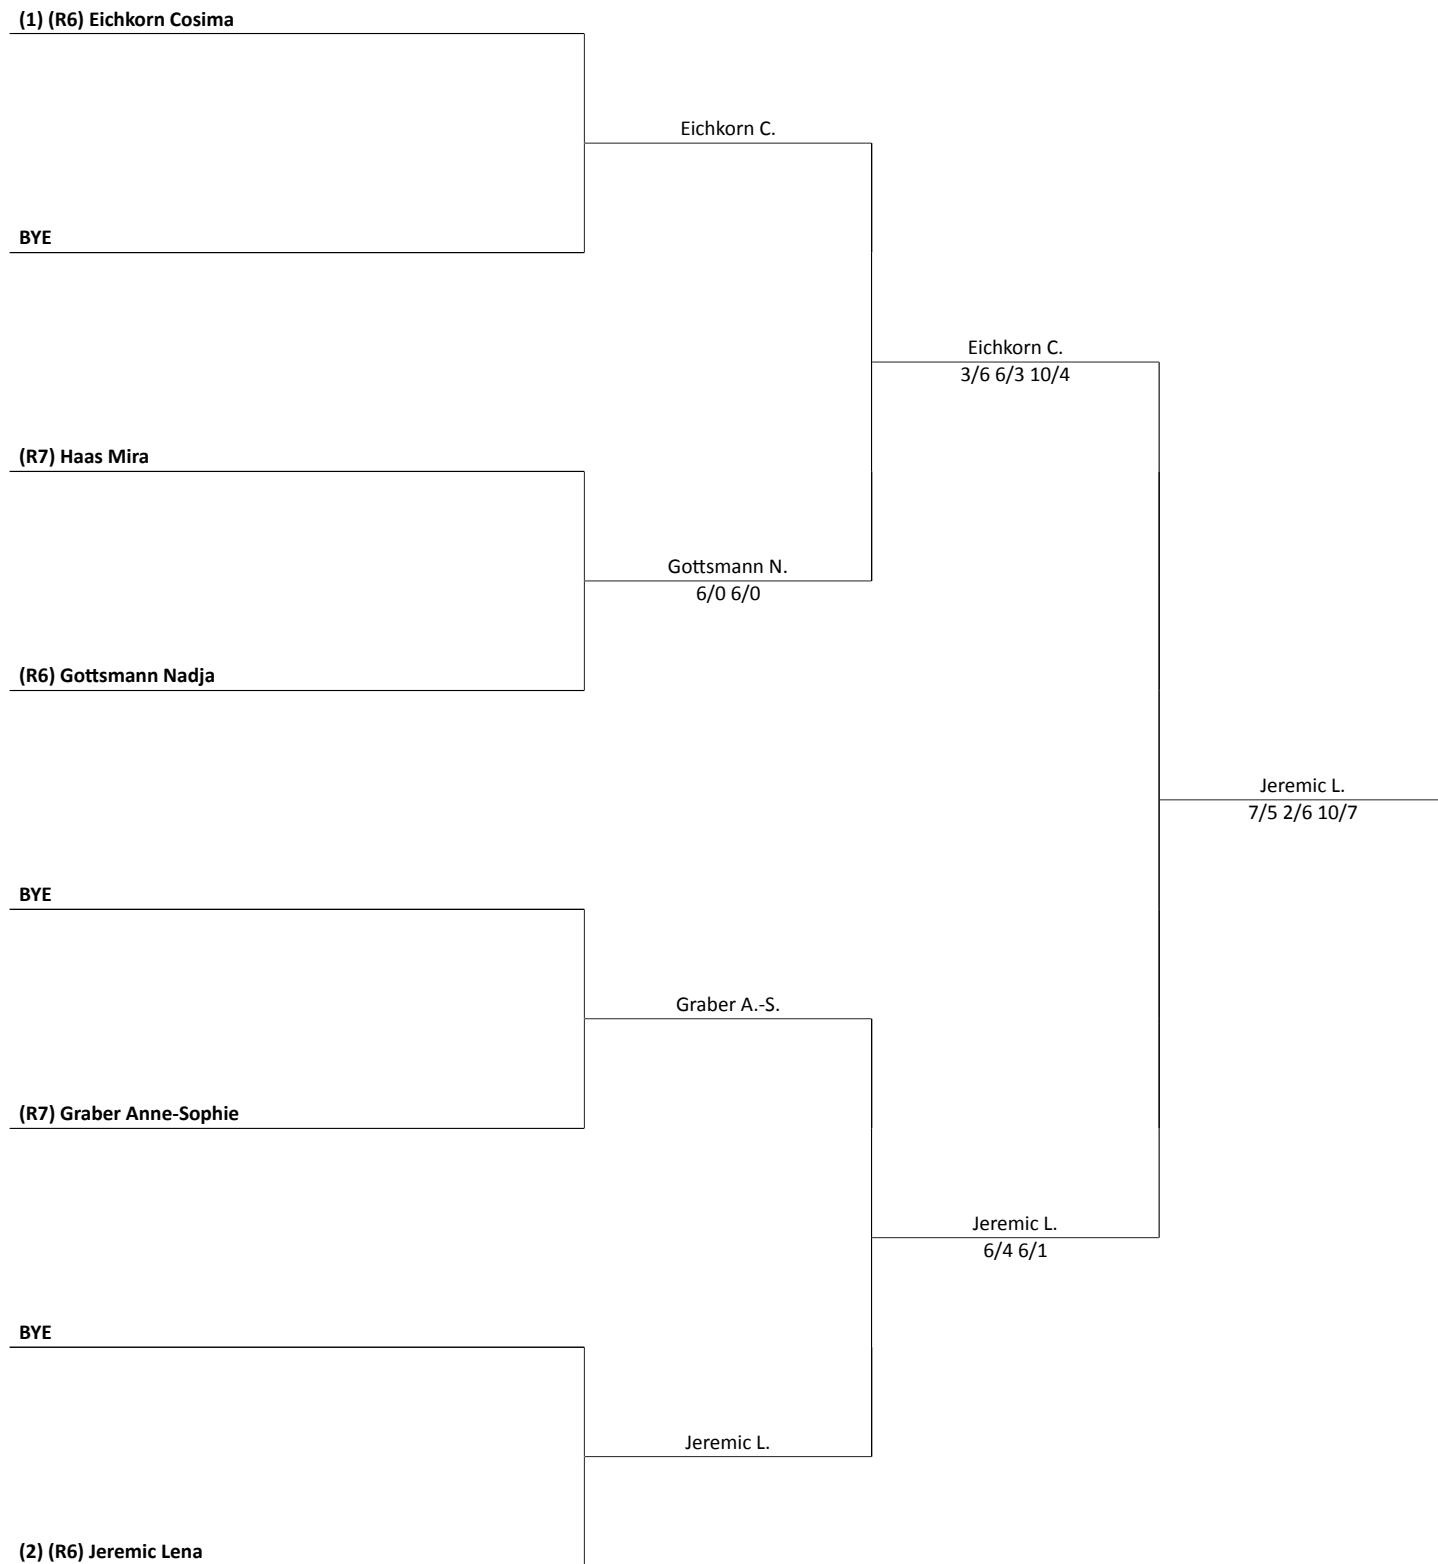 (1) (R6) Eichkorn Cosima
Eichkorn C.
BYE
Eichkorn C.
3/6 6/3 10/4
(R7) Haas Mira
Gottsmann N.
6/0 6/0
(R6) Gottsmann Nadja
Jeremic L.
7/5 2/6 10/7
BYE
Graber A.-S.
(R7) Graber Anne-Sophie
Jeremic L.
6/4 6/1
BYE
Jeremic L.
(2) (R6) Jeremic Lena